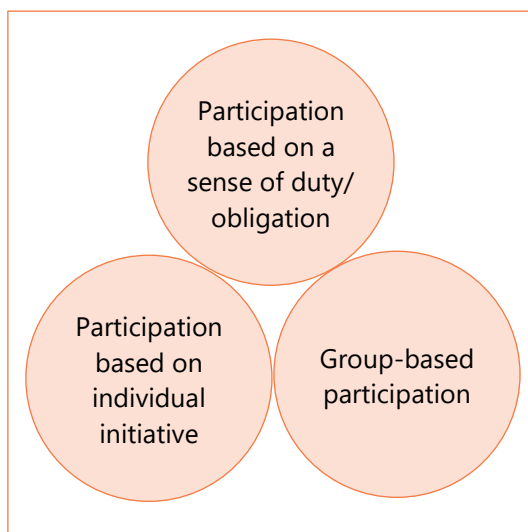 Participation
based on a
sense of duty/
obligation
Participation
based on
individual
initiative
Group-based
participation